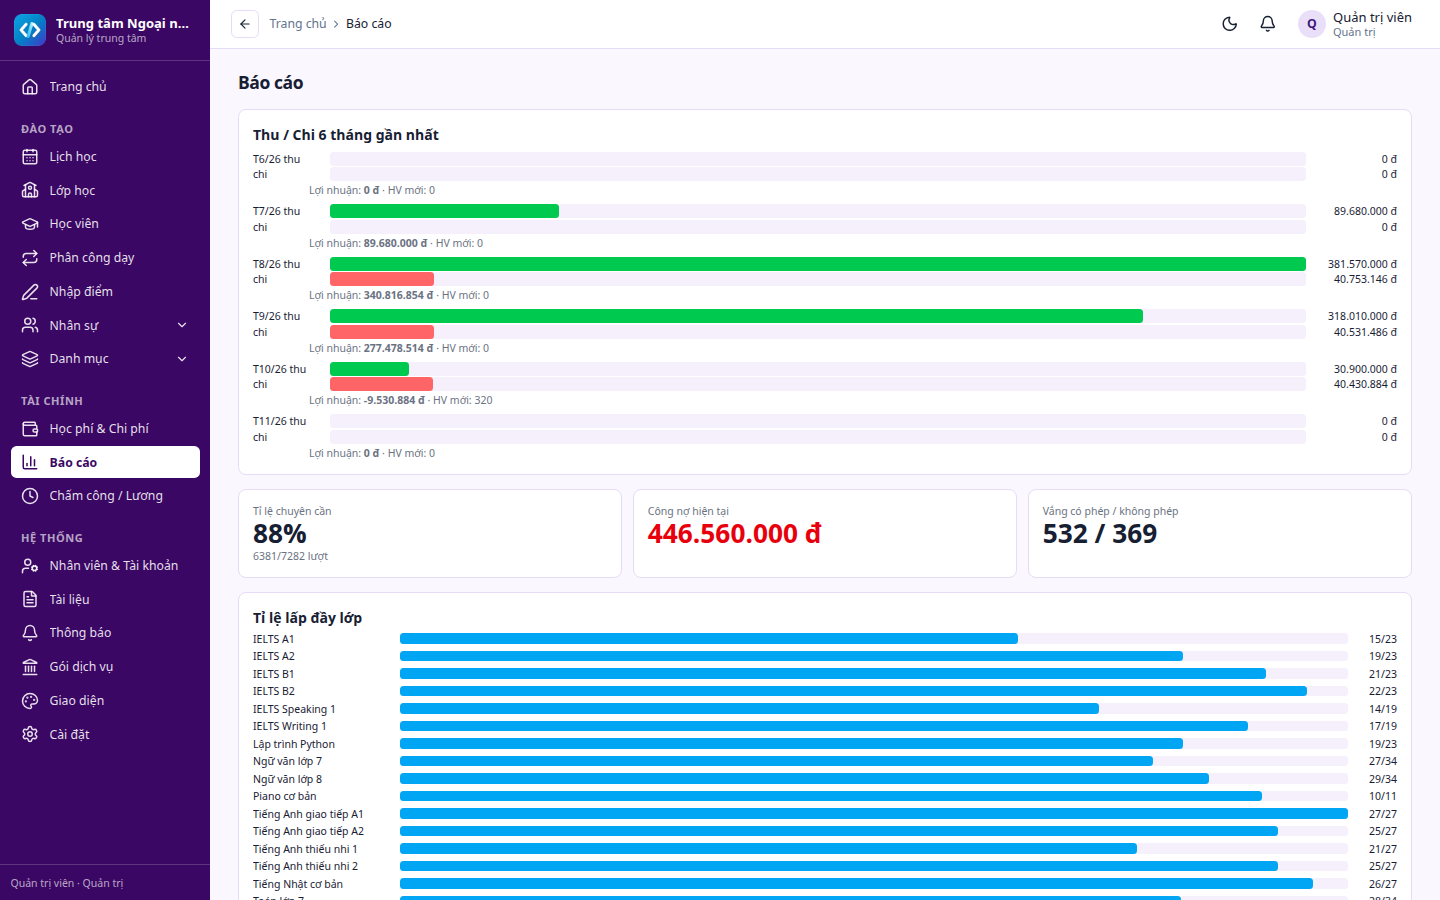 Trung tâm Ngoại n...
Quản lý trung tâm
Trang chủ
ĐÀO TẠO
Lịch học
Lớp học
Học viên
Phân công dạy
Nhập điểm
Nhân sự
Danh mục
TÀI CHÍNH
Học phí & Chi phí
Báo cáo
Chấm công / Lương
HỆ THỐNG
Nhân viên & Tài khoản
Tài liệu
Thông báo
Gói dịch vụ
Giao diện
Cài đặt
Quản trị viên · Quản trị
Trang chủ > Báo cáo
Q
Quản trị viên
Quản trị
Báo cáo
Thu / Chi 6 tháng gần nhất
T6/26 thu 0 đ
chi 0 đ
Lợi nhuận: 0 đ · HV mới: 0
T7/26 thu 89.680.000 đ
chi 0 đ
Lợi nhuận: 89.680.000 đ · HV mới: 0
T8/26 thu 381.570.000 đ
chi 40.753.146 đ
Lợi nhuận: 340.816.854 đ · HV mới: 0
T9/26 thu 318.010.000 đ
chi 40.531.486 đ
Lợi nhuận: 277.478.514 đ · HV mới: 0
T10/26 thu 30.900.000 đ
chi 40.430.884 đ
Lợi nhuận: -9.530.884 đ · HV mới: 320
T11/26 thu 0 đ
chi 0 đ
Lợi nhuận: 0 đ · HV mới: 0
Tỉ lệ chuyên cần
88%
6381/7282 lượt
Công nợ hiện tại
446.560.000 đ
Vắng có phép / không phép
532 / 369
Tỉ lệ lấp đầy lớp
IELTS A1 15/23
IELTS A2 19/23
IELTS B1 21/23
IELTS B2 22/23
IELTS Speaking 1 14/19
IELTS Writing 1 17/19
Lập trình Python 19/23
Ngữ văn lớp 7 27/34
Ngữ văn lớp 8 29/34
Piano cơ bản 10/11
Tiếng Anh giao tiếp A1 27/27
Tiếng Anh giao tiếp A2 25/27
Tiếng Anh thiếu nhi 1 21/27
Tiếng Anh thiếu nhi 2 25/27
Tiếng Nhật cơ bản 26/27
Toán lớp 7 28/34